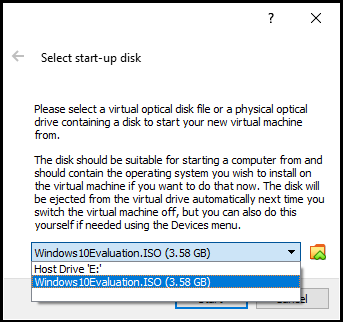 ?
Select start-up disk
Please select a virtual optical disk file or a physical optical
drive containing a disk to start your new virtual machine
from.
The disk should be suitable for starting a computer from and
should contain the operating system you wish to install on
the virtual machine if you want to do that now. The disk will
be ejected from the virtual drive automatically next time you
switch the virtual machine off, but you can also do this
yourself if needed using the Devices menu.
Windows10Evaluation.ISO (3.58 GB)
Host Drive 'E:'
Windows10Evaluation.ISO (3.58 GB)
Start Cancel